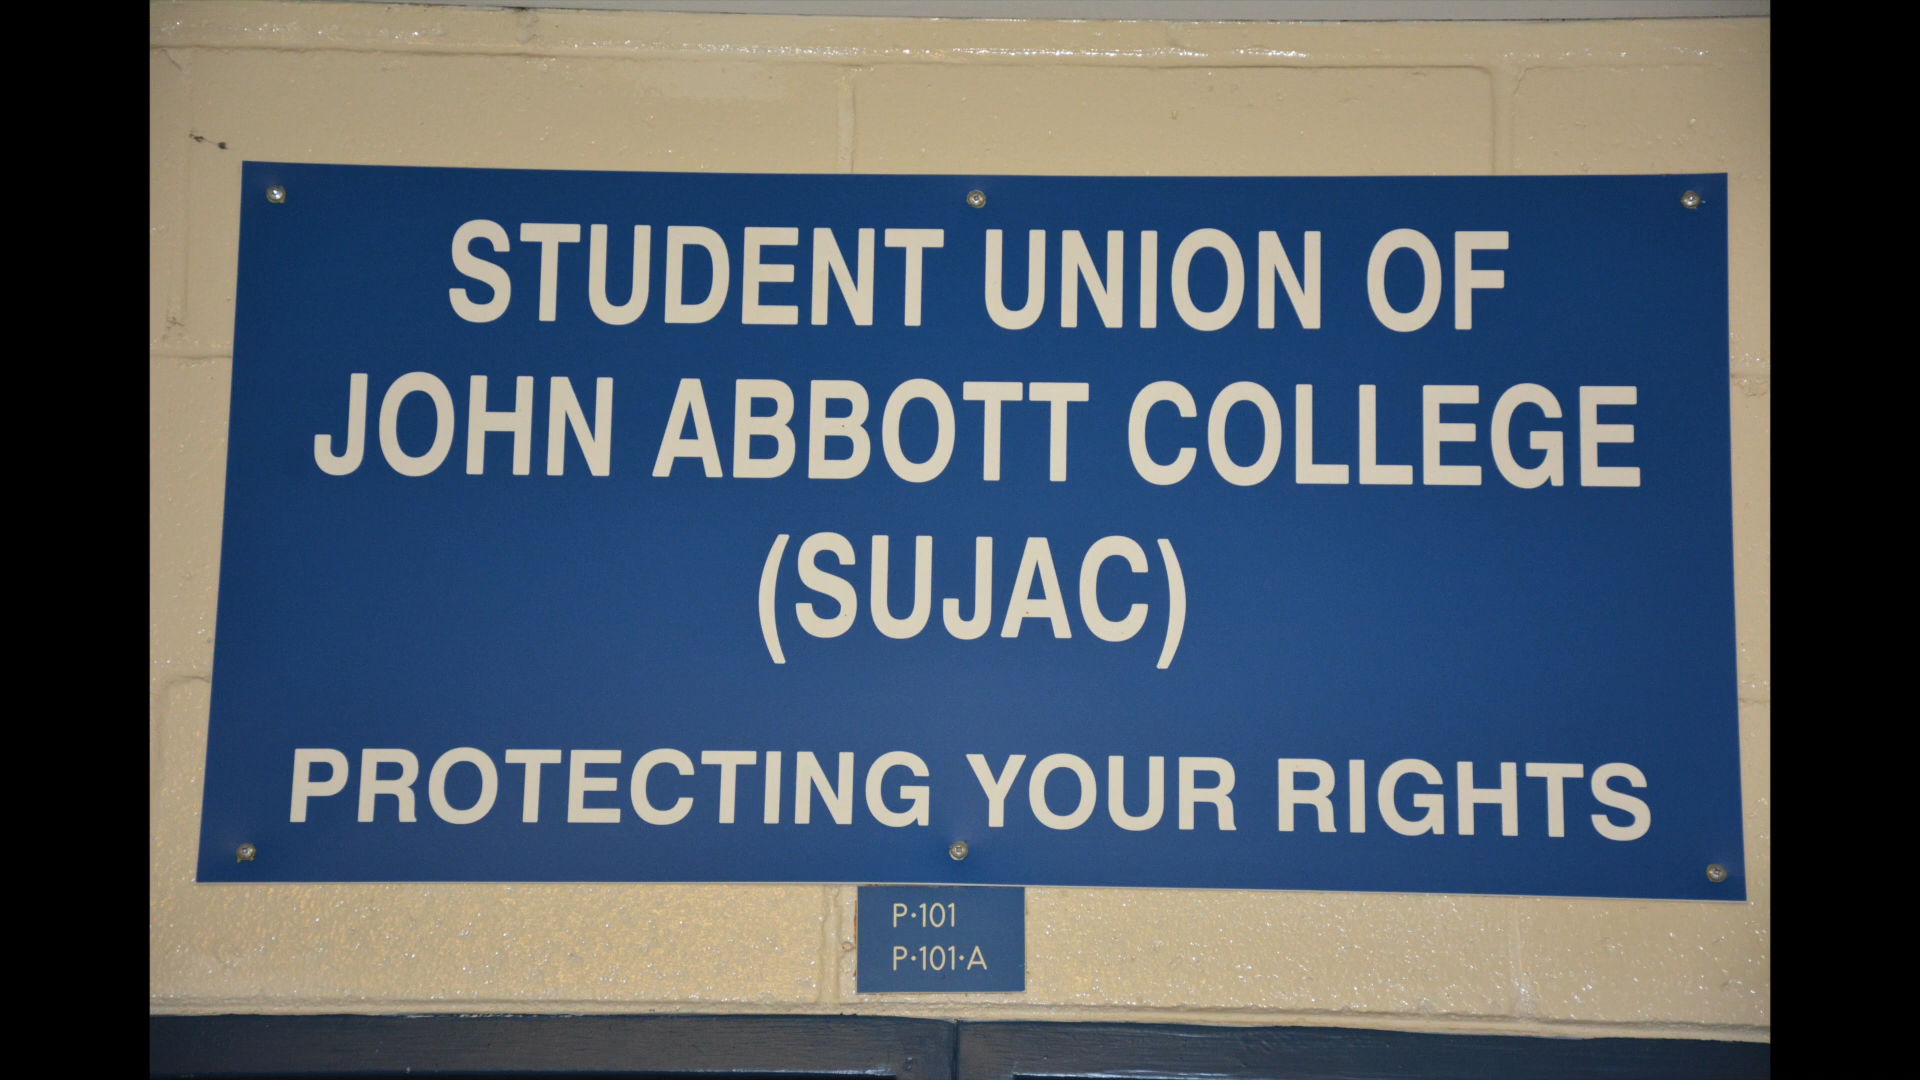 STUDENT UNION OF
JOHN ABBOTT COLLEGE
(SUJAC)
PROTECTING YOUR RIGHTS
P·101
P·101·A